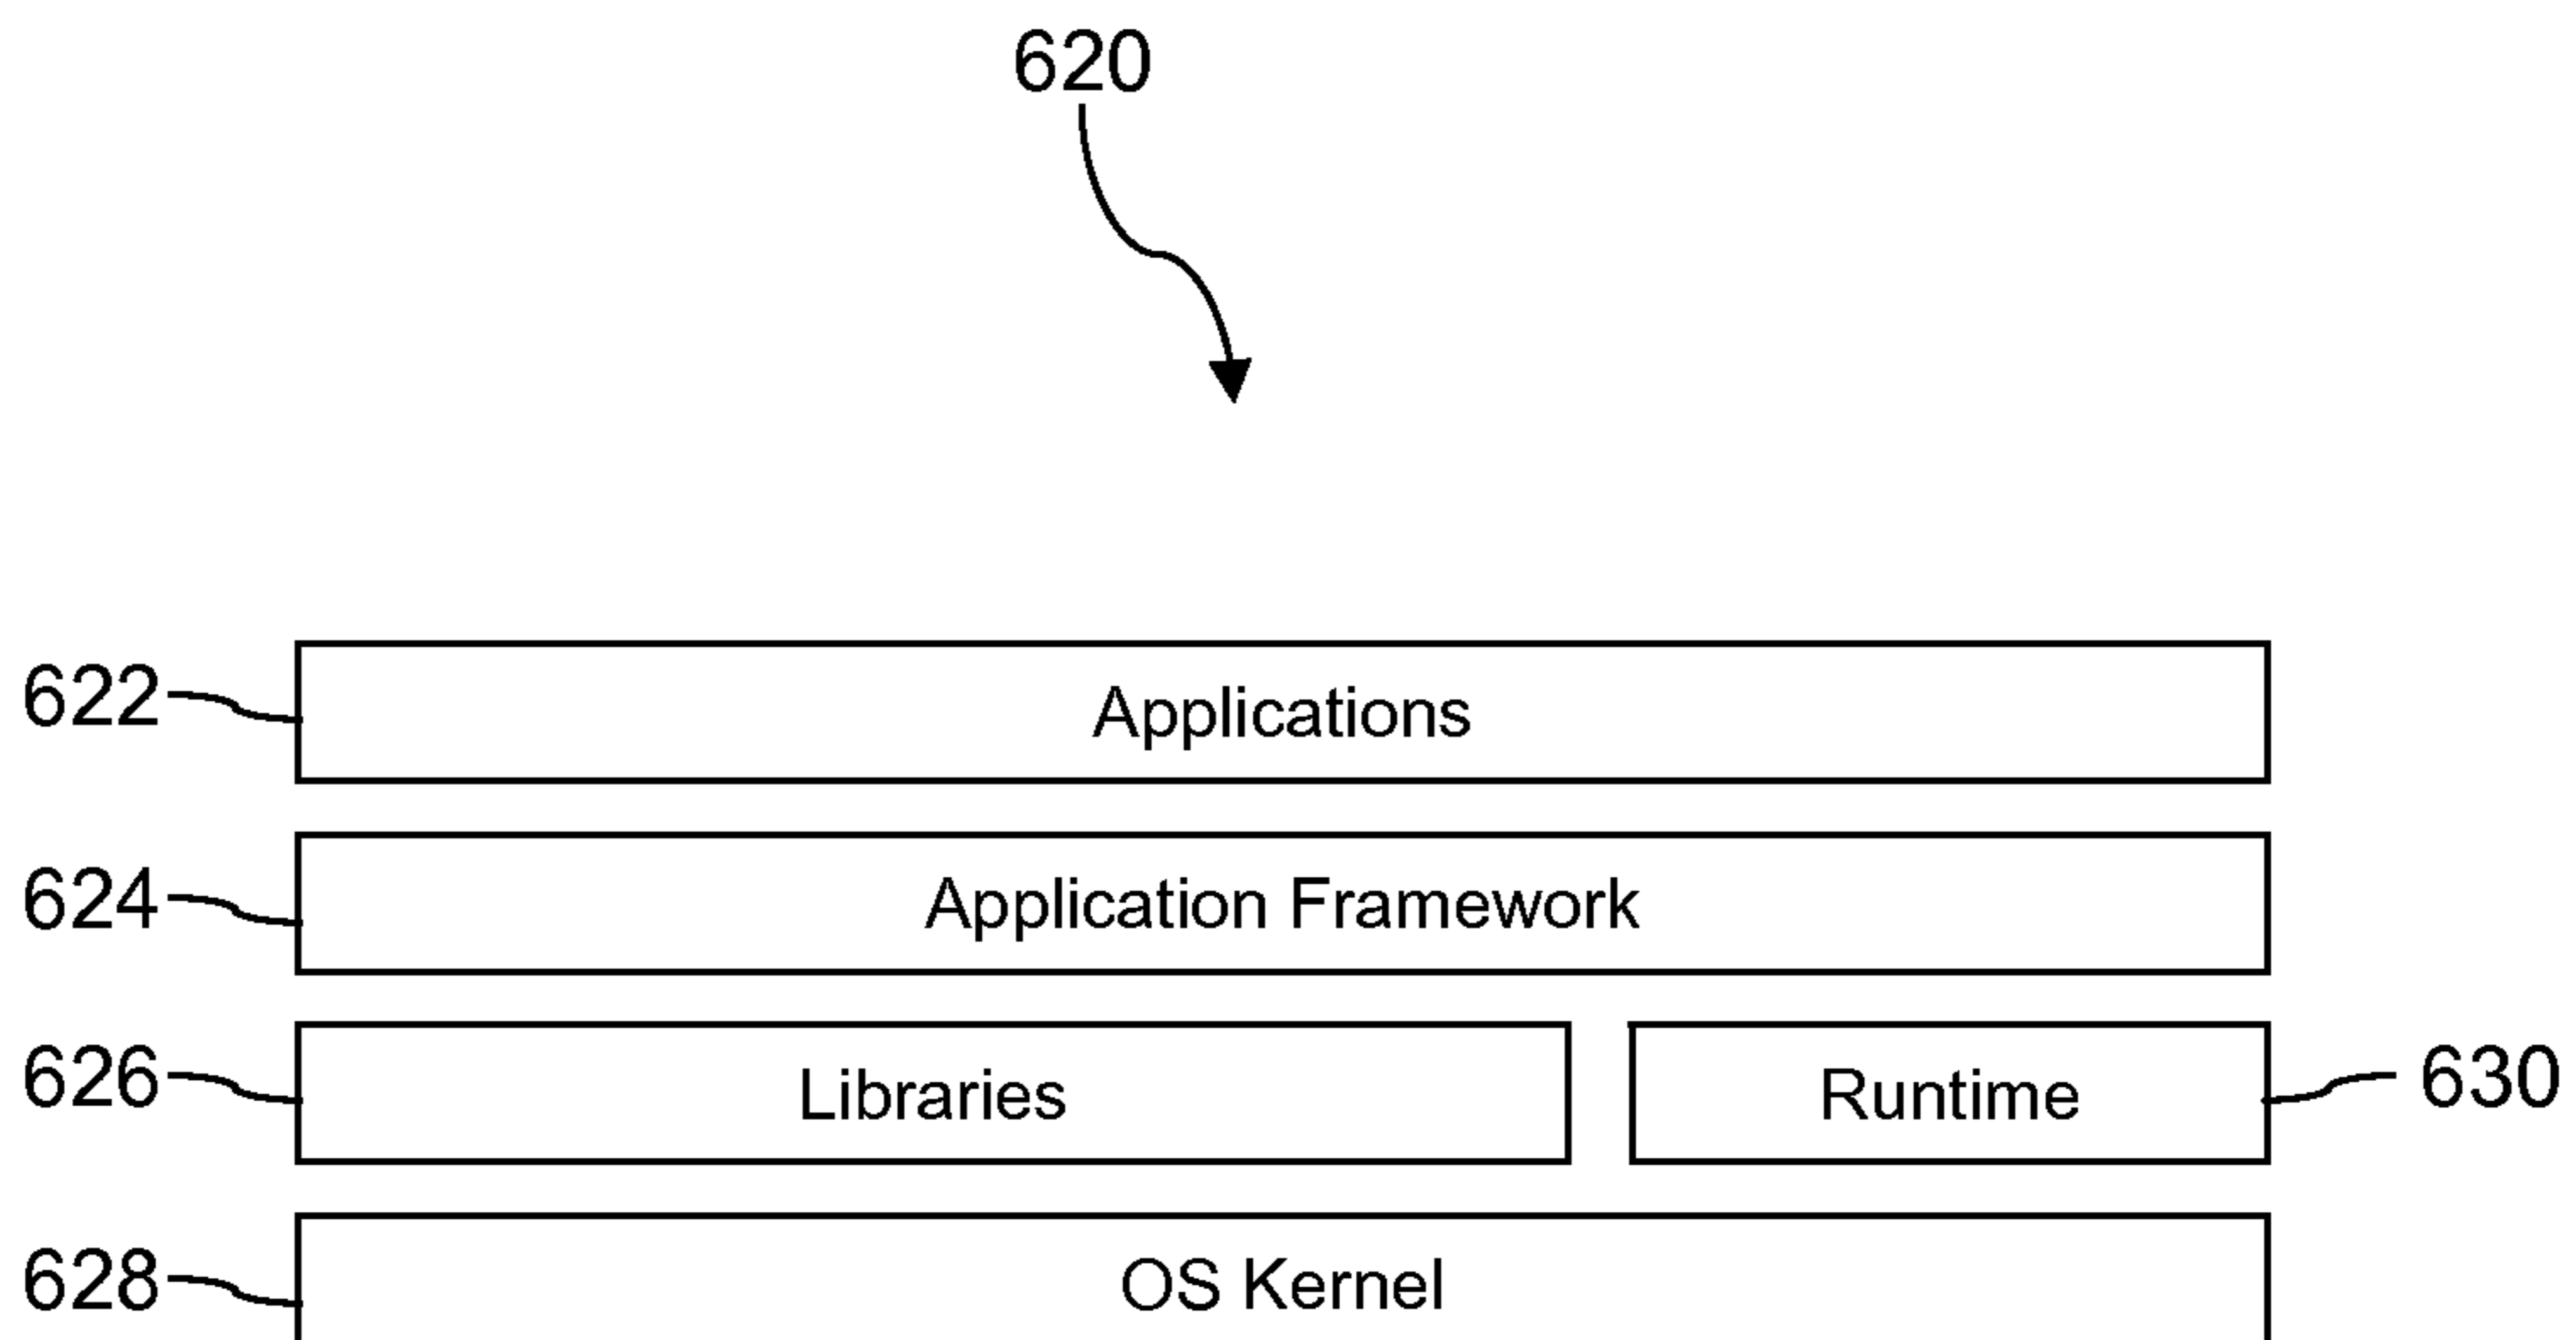 620
622 Applications
624 Application Framework
626 Libraries Runtime 630
628 OS Kernel